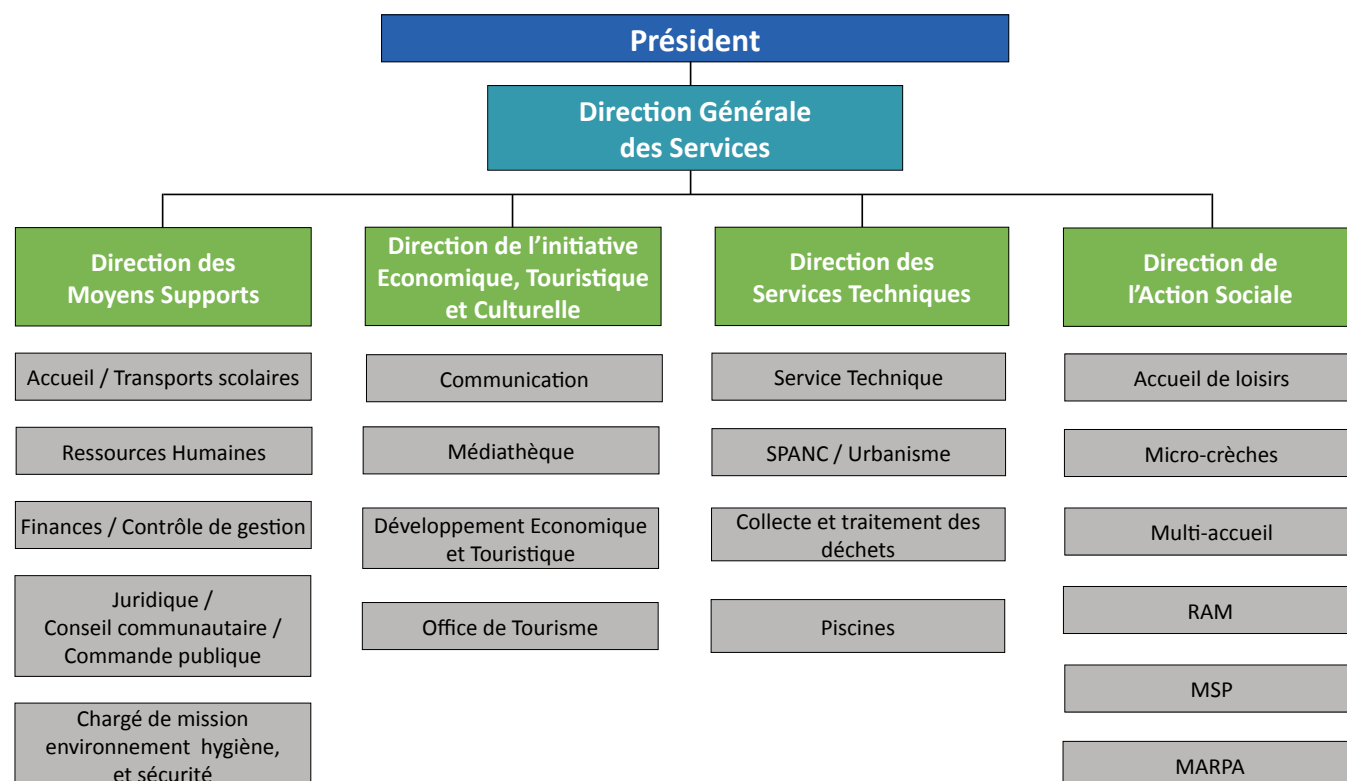 Président
Direction Générale
des Services
Direction des
Moyens Supports
Accueil / Transports scolaires
Ressources Humaines
Finances / Contrôle de gestion
Juridique /
Conseil communautaire /
Commande publique
Chargé de mission
environnement hygiène,
et sécurité
Direction de l’initiative
Economique, Touristique
et Culturelle
Communication
Médiathèque
Développement Economique
et Touristique
Office de Tourisme
Direction des
Services Techniques
Service Technique
SPANC / Urbanisme
Collecte et traitement des
déchets
Piscines
Direction de
l’Action Sociale
Accueil de loisirs
Micro-crèches
Multi-accueil
RAM
MSP
MARPA